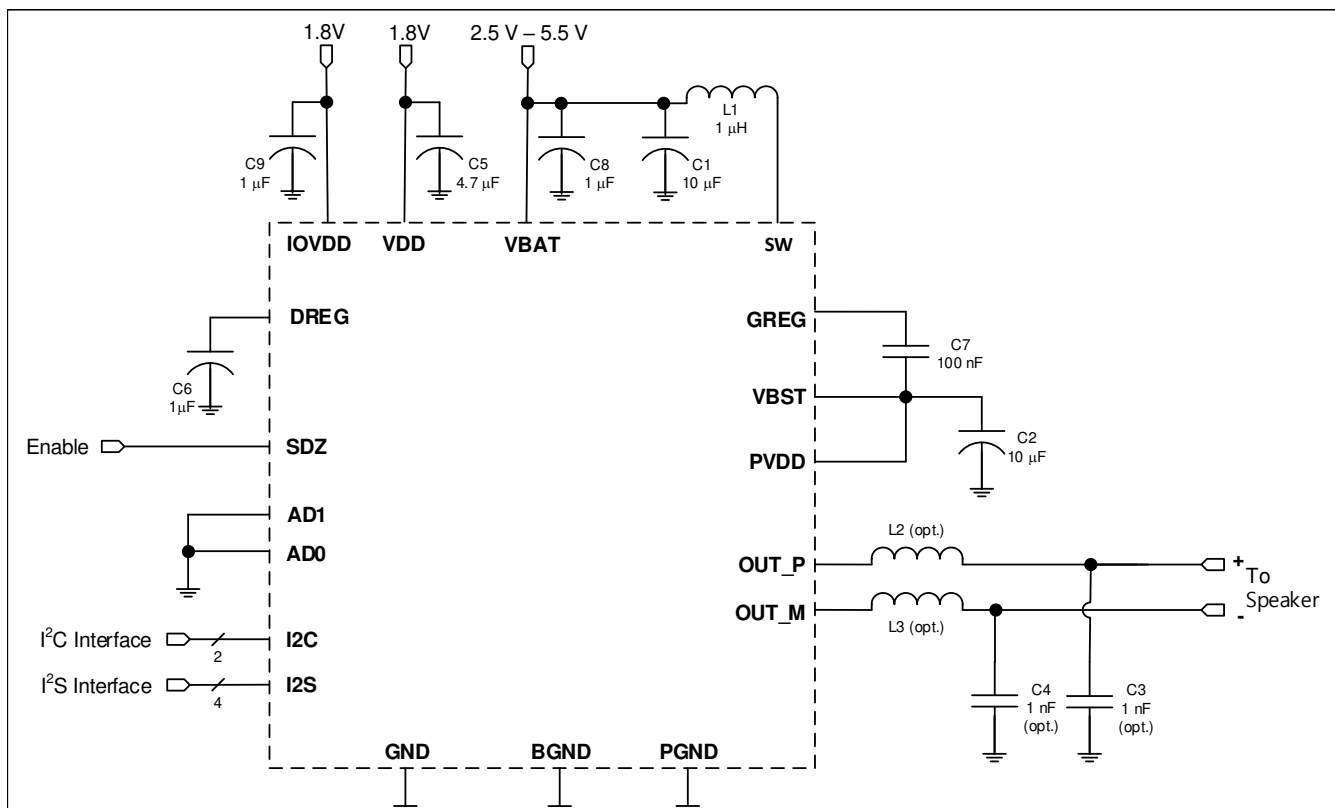 1.8V
1.8V
2.5 V – 5.5 V
L1
1 μH
C9
1 μF
C5
4.7 μF
C8
1 μF
C1
10 μF
IOVDD
VDD
VBAT
SW
DREG
GREG
C7
100 nF
C6
1μF
VBST
Enable
SDZ
C2
10 μF
PVDD
AD1
AD0
L2 (opt.)
OUT_P
+
To
Speaker
OUT_M
-
L3 (opt.)
I²C Interface
2
I2C
I²S Interface
4
I2S
C4
1 nF
(opt.)
C3
1 nF
(opt.)
GND
BGND
PGND